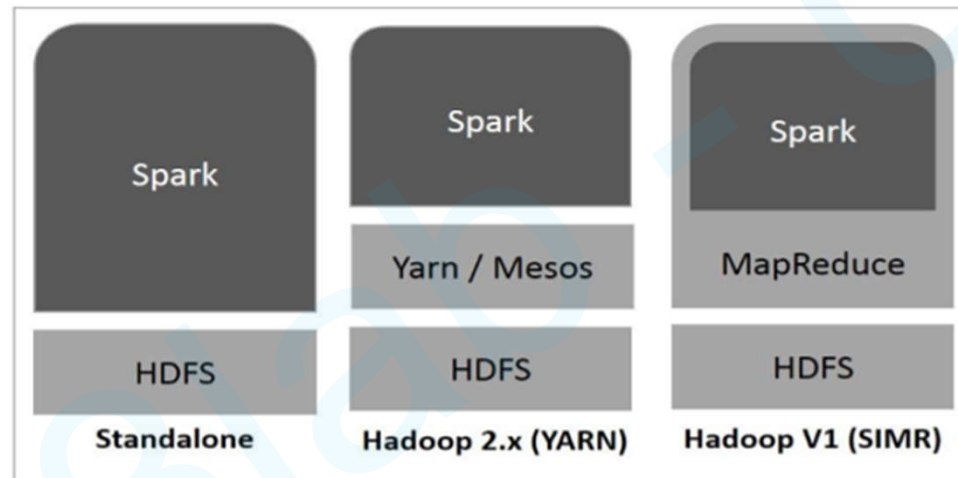 Spark
HDFS
Standalone
Spark
Yarn / Mesos
HDFS
Hadoop 2.x (YARN)
Spark
MapReduce
HDFS
Hadoop V1 (SIMR)